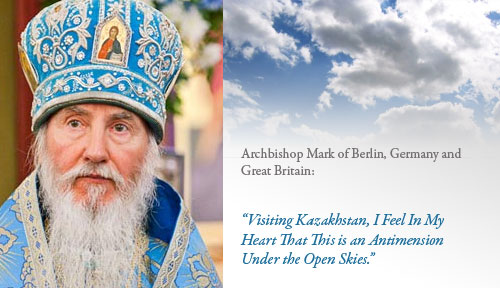 Archbishop Mark of Berlin, Germany and
Great Britain:
“Visiting Kazakhstan, I Feel In My
Heart That This is an Antimension
Under the Open Skies.”